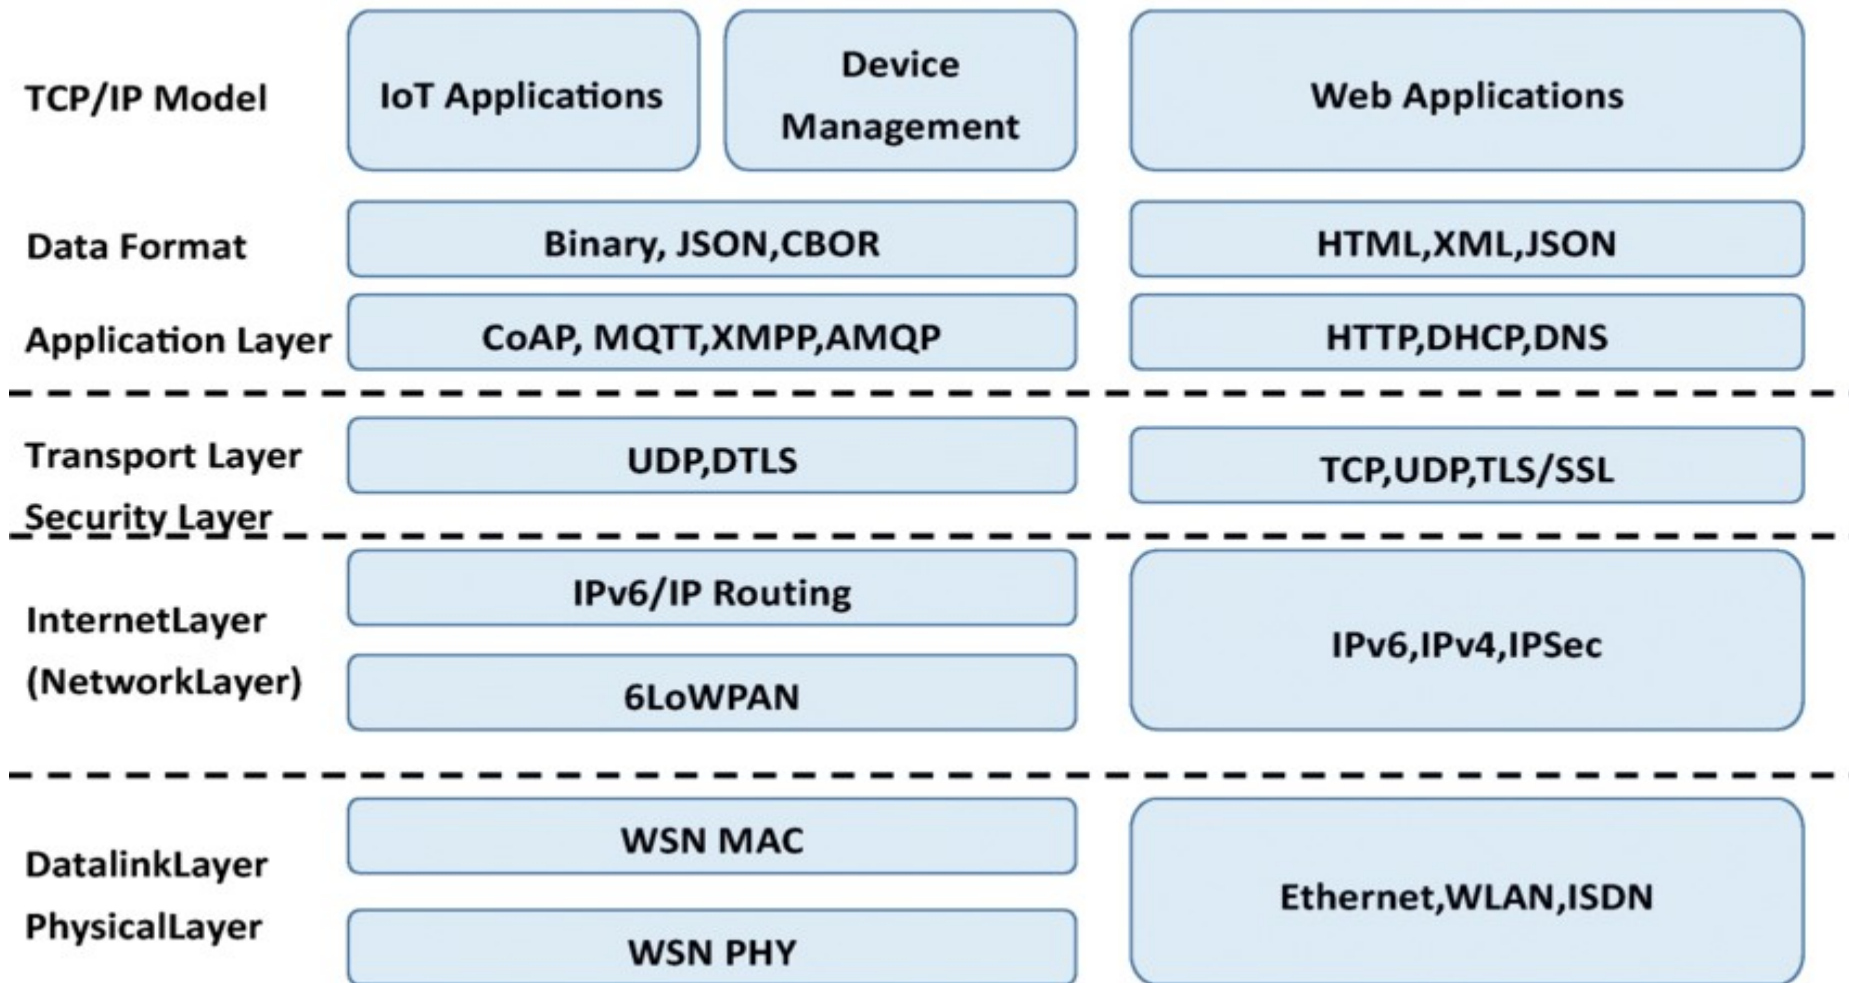 TCP/IP Model
IoT Applications
Device
Management
Web Applications
Data Format
Binary, JSON,CBOR
HTML,XML,JSON
Application Layer
CoAP, MQTT,XMPP,AMQP
HTTP,DHCP,DNS
Transport Layer
Security Layer
UDP,DTLS
TCP,UDP,TLS/SSL
InternetLayer
(NetworkLayer)
IPv6/IP Routing
6LoWPAN
IPv6,IPv4,IPSec
DatalinkLayer
PhysicalLayer
WSN MAC
WSN PHY
Ethernet,WLAN,ISDN